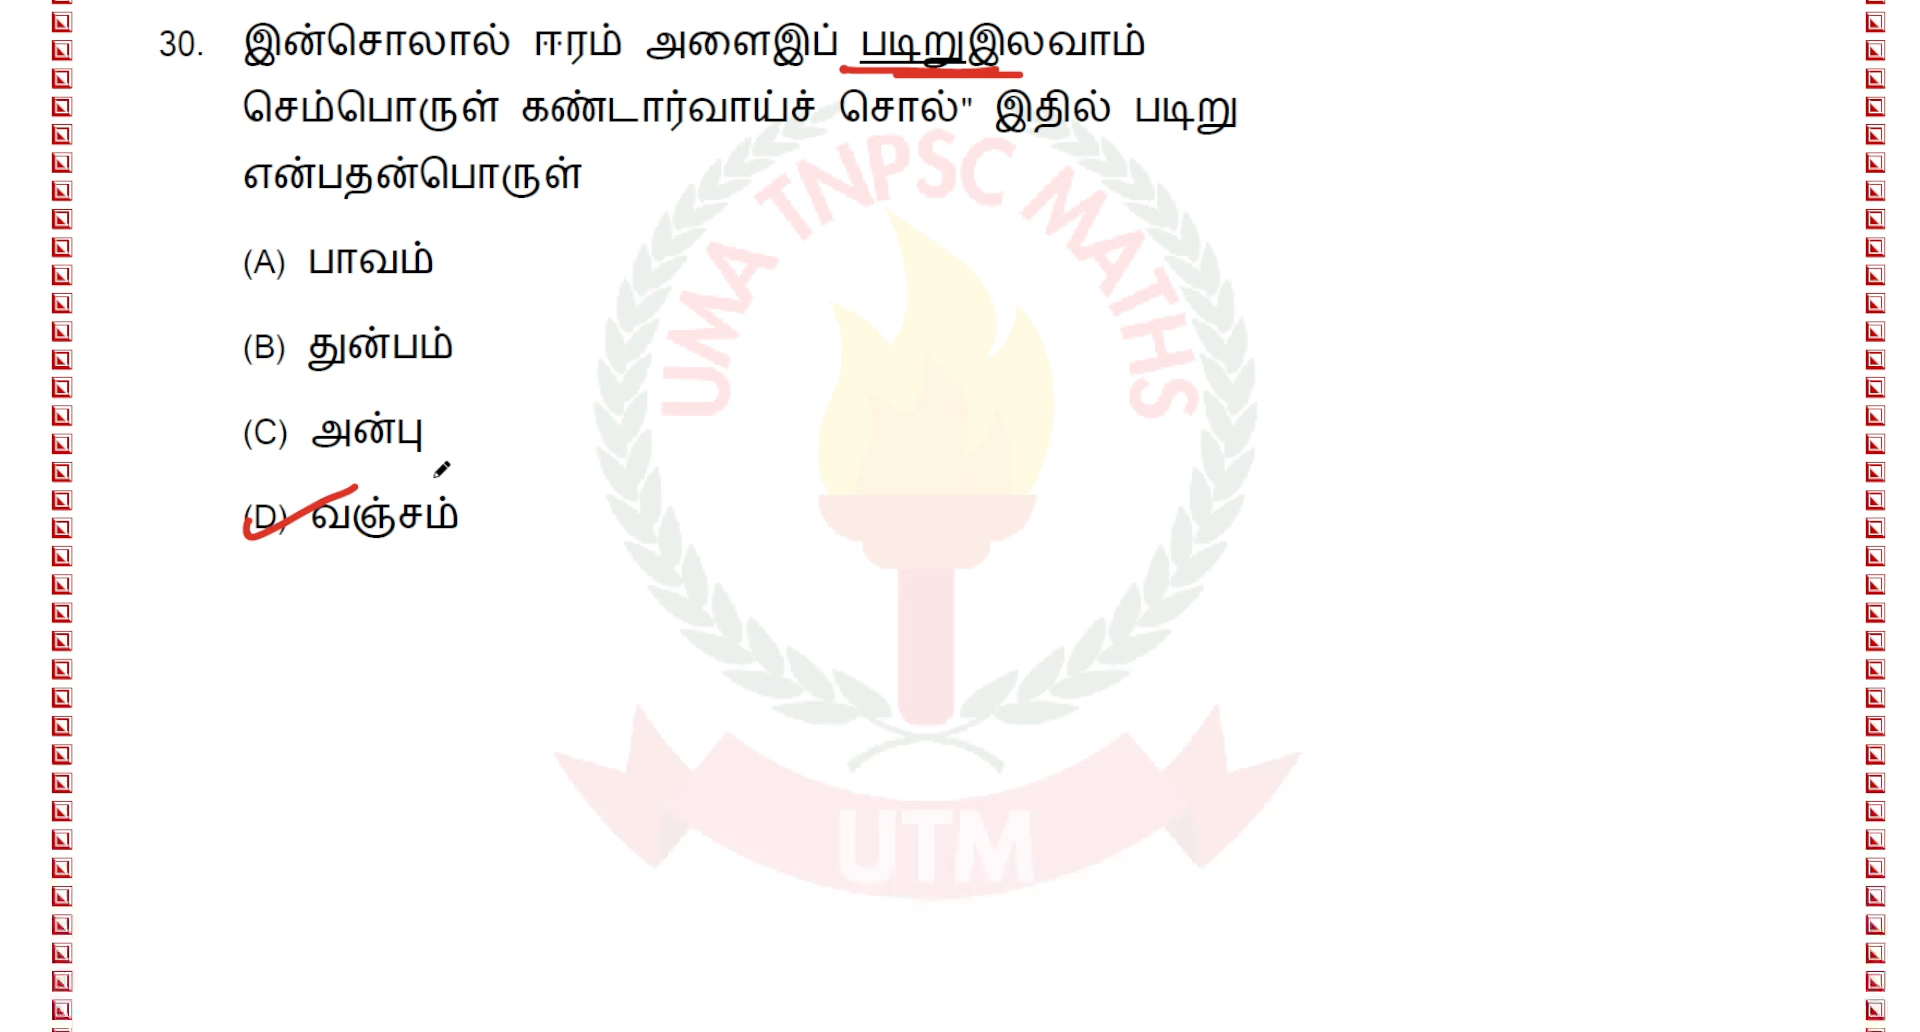 30. இன்சொலால் ஈரம் அளைஇப் படிறுஇலவாம்
செம்பொருள் கண்டார்வாய்ச் சொல்" இதில் படிறு
என்பதன்பொருள்
(A) பாவம்
(B) துன்பம்
(C) அன்பு
(D) வஞ்சம்
UMA TNPSC MATHS
UTM